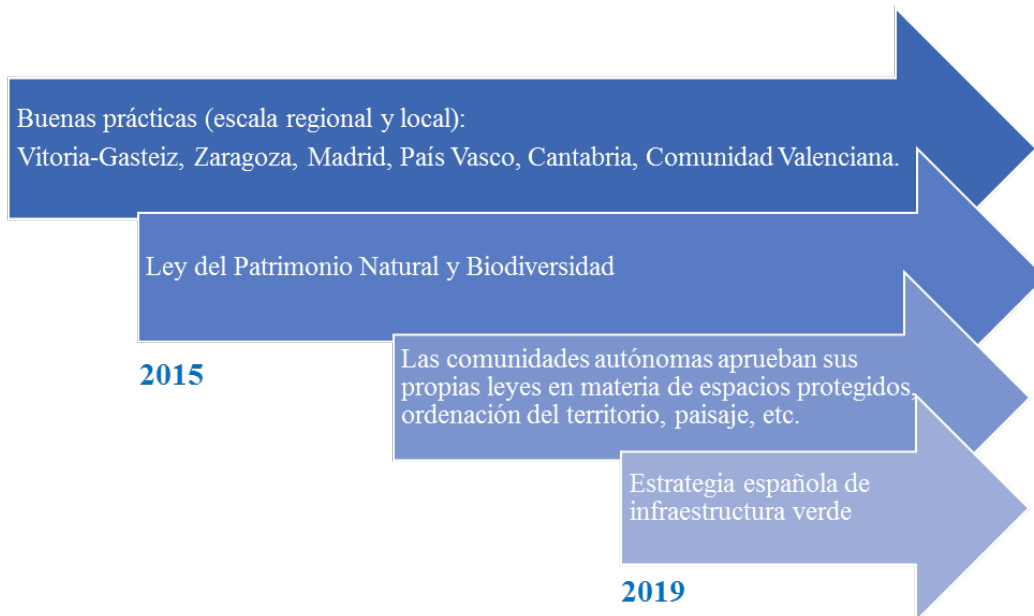 Buenas prácticas (escala regional y local):
Vitoria-Gasteiz, Zaragoza, Madrid, País Vasco, Cantabria, Comunidad Valenciana.
Ley del Patrimonio Natural y Biodiversidad
2015
Las comunidades autónomas aprueban sus
propias leyes en materia de espacios protegidos,
ordenación del territorio, paisaje, etc.
Estrategia española de
infraestructura verde
2019